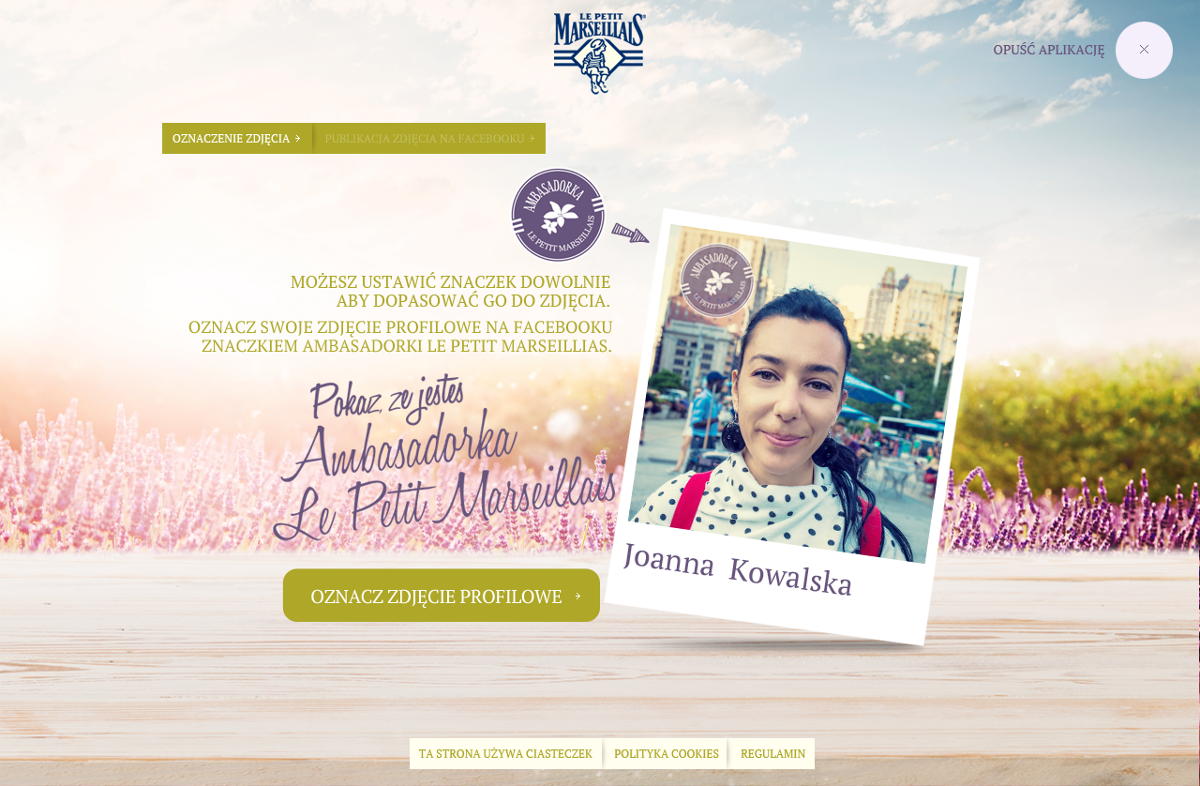 LE PETIT
MARSEILLAIS®
OPUŚĆ APLIKACJĘ
OZNACZENIE ZDJĘCIA
PUBLIKACJA ZDJĘCIA NA FACEBOOKU
AMBASADORKA
LE PETIT MARSEILLAIS
AMBASADORKA
LE PETIT MARSEILLAIS
MOŻESZ USTAWIĆ ZNACZEK DOWOLNIE
ABY DOPASOWAĆ GO DO ZDJĘCIA.
OZNACZ SWOJE ZDJĘCIE PROFILOWE NA FACEBOOKU
ZNACZKIEM AMBASADORKI LE PETIT MARSEILLIAS.
Pokaz, ze jestes
Ambasadorka
Le Petit Marseillais
Joanna Kowalska
OZNACZ ZDJĘCIE PROFILOWE
TA STRONA UŻYWA CIASTECZEK
POLITYKA COOKIES
REGULAMIN